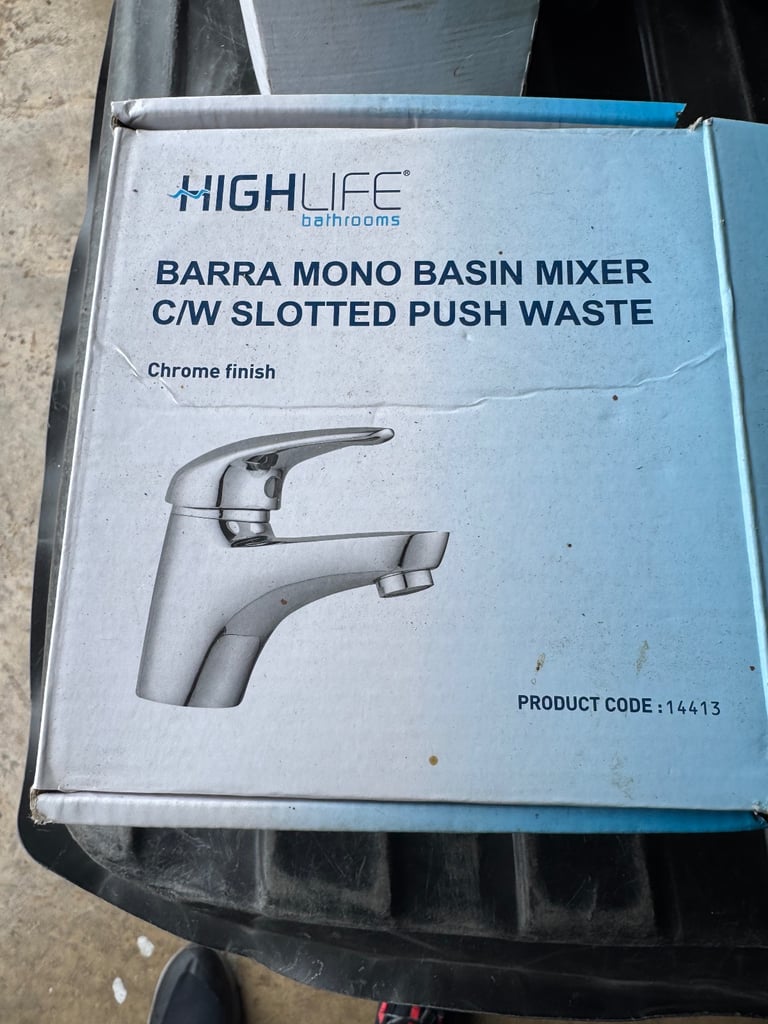 HIGHLIFE®
bathrooms
BARRA MONO BASIN MIXER
C/W SLOTTED PUSH WASTE
Chrome finish
PRODUCT CODE : 14413